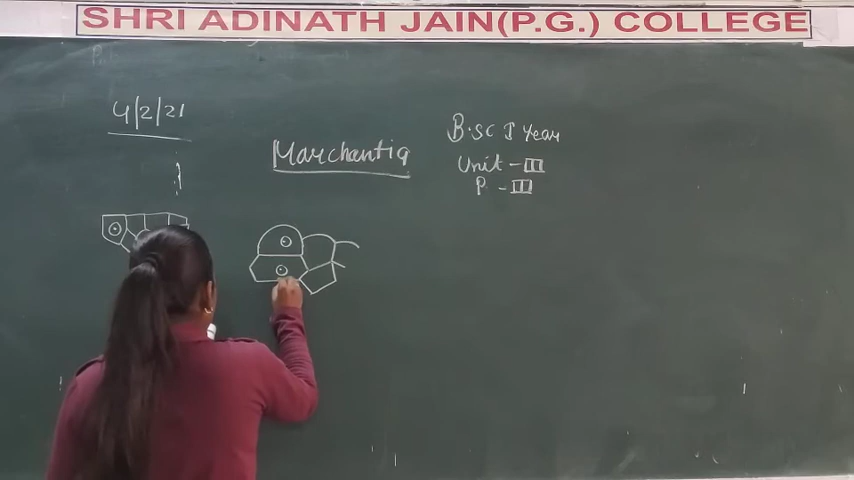 SHRI ADINATH JAIN(P.G.) COLLEGE
4/2/21
Marchantia
B.SC I Year
Unit - III
P - III